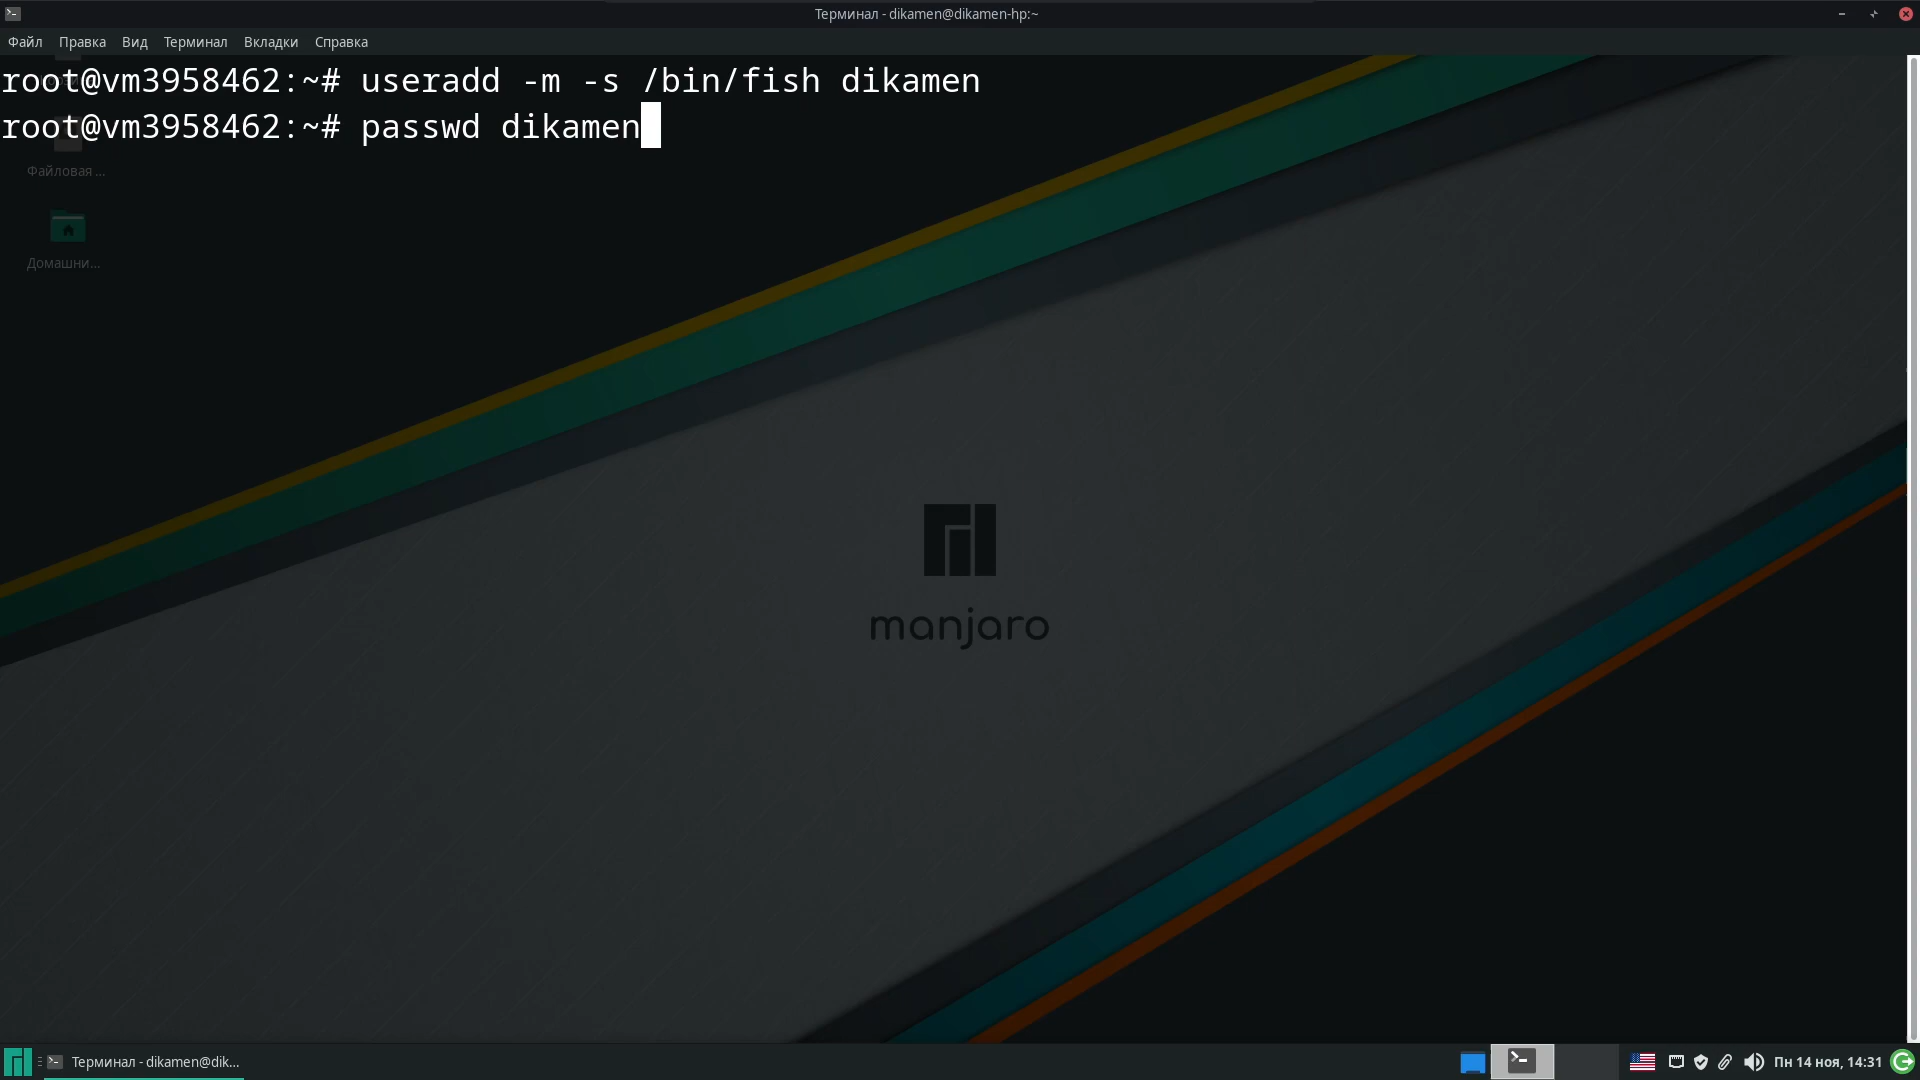 Терминал - dikamen@dikamen-hp:~
Файл Правка Вид Терминал Вкладки Справка
root@vm3958462:~# useradd -m -s /bin/fish dikamen
root@vm3958462:~# passwd dikamen
Файловая ...
Домашни...
manjaro
Терминал - dikamen@dik...
Пн 14 ноя, 14:31